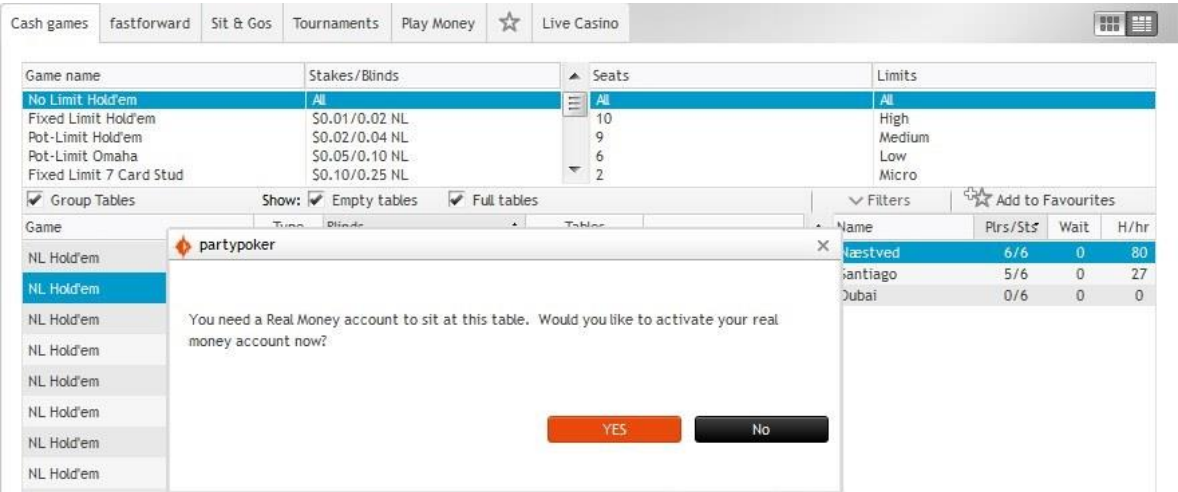 Cash games fastforward Sit & Gos Tournaments Play Money Live Casino
Game name Stakes/Blinds Seats Limits
No Limit Hold'em All All All
Fixed Limit Hold'em $0.01/0.02 NL 10 High
Pot-Limit Hold'em $0.02/0.04 NL 9 Medium
Pot-Limit Omaha $0.05/0.10 NL 6 Low
Fixed Limit 7 Card Stud $0.10/0.25 NL 2 Micro
Group Tables Show: Empty tables Full tables Filters Add to Favourites
Game Type Blinds Tables Name Plrs/Sts Wait H/hr
partypoker
NL Hold'em Næstved 6/6 0 80
NL Hold'em Santiago 5/6 0 27
NL Hold'em Dubai 0/6 0 0
You need a Real Money account to sit at this table. Would you like to activate your real
money account now?
NL Hold'em
NL Hold'em
NL Hold'em
YES No
NL Hold'em
NL Hold'em